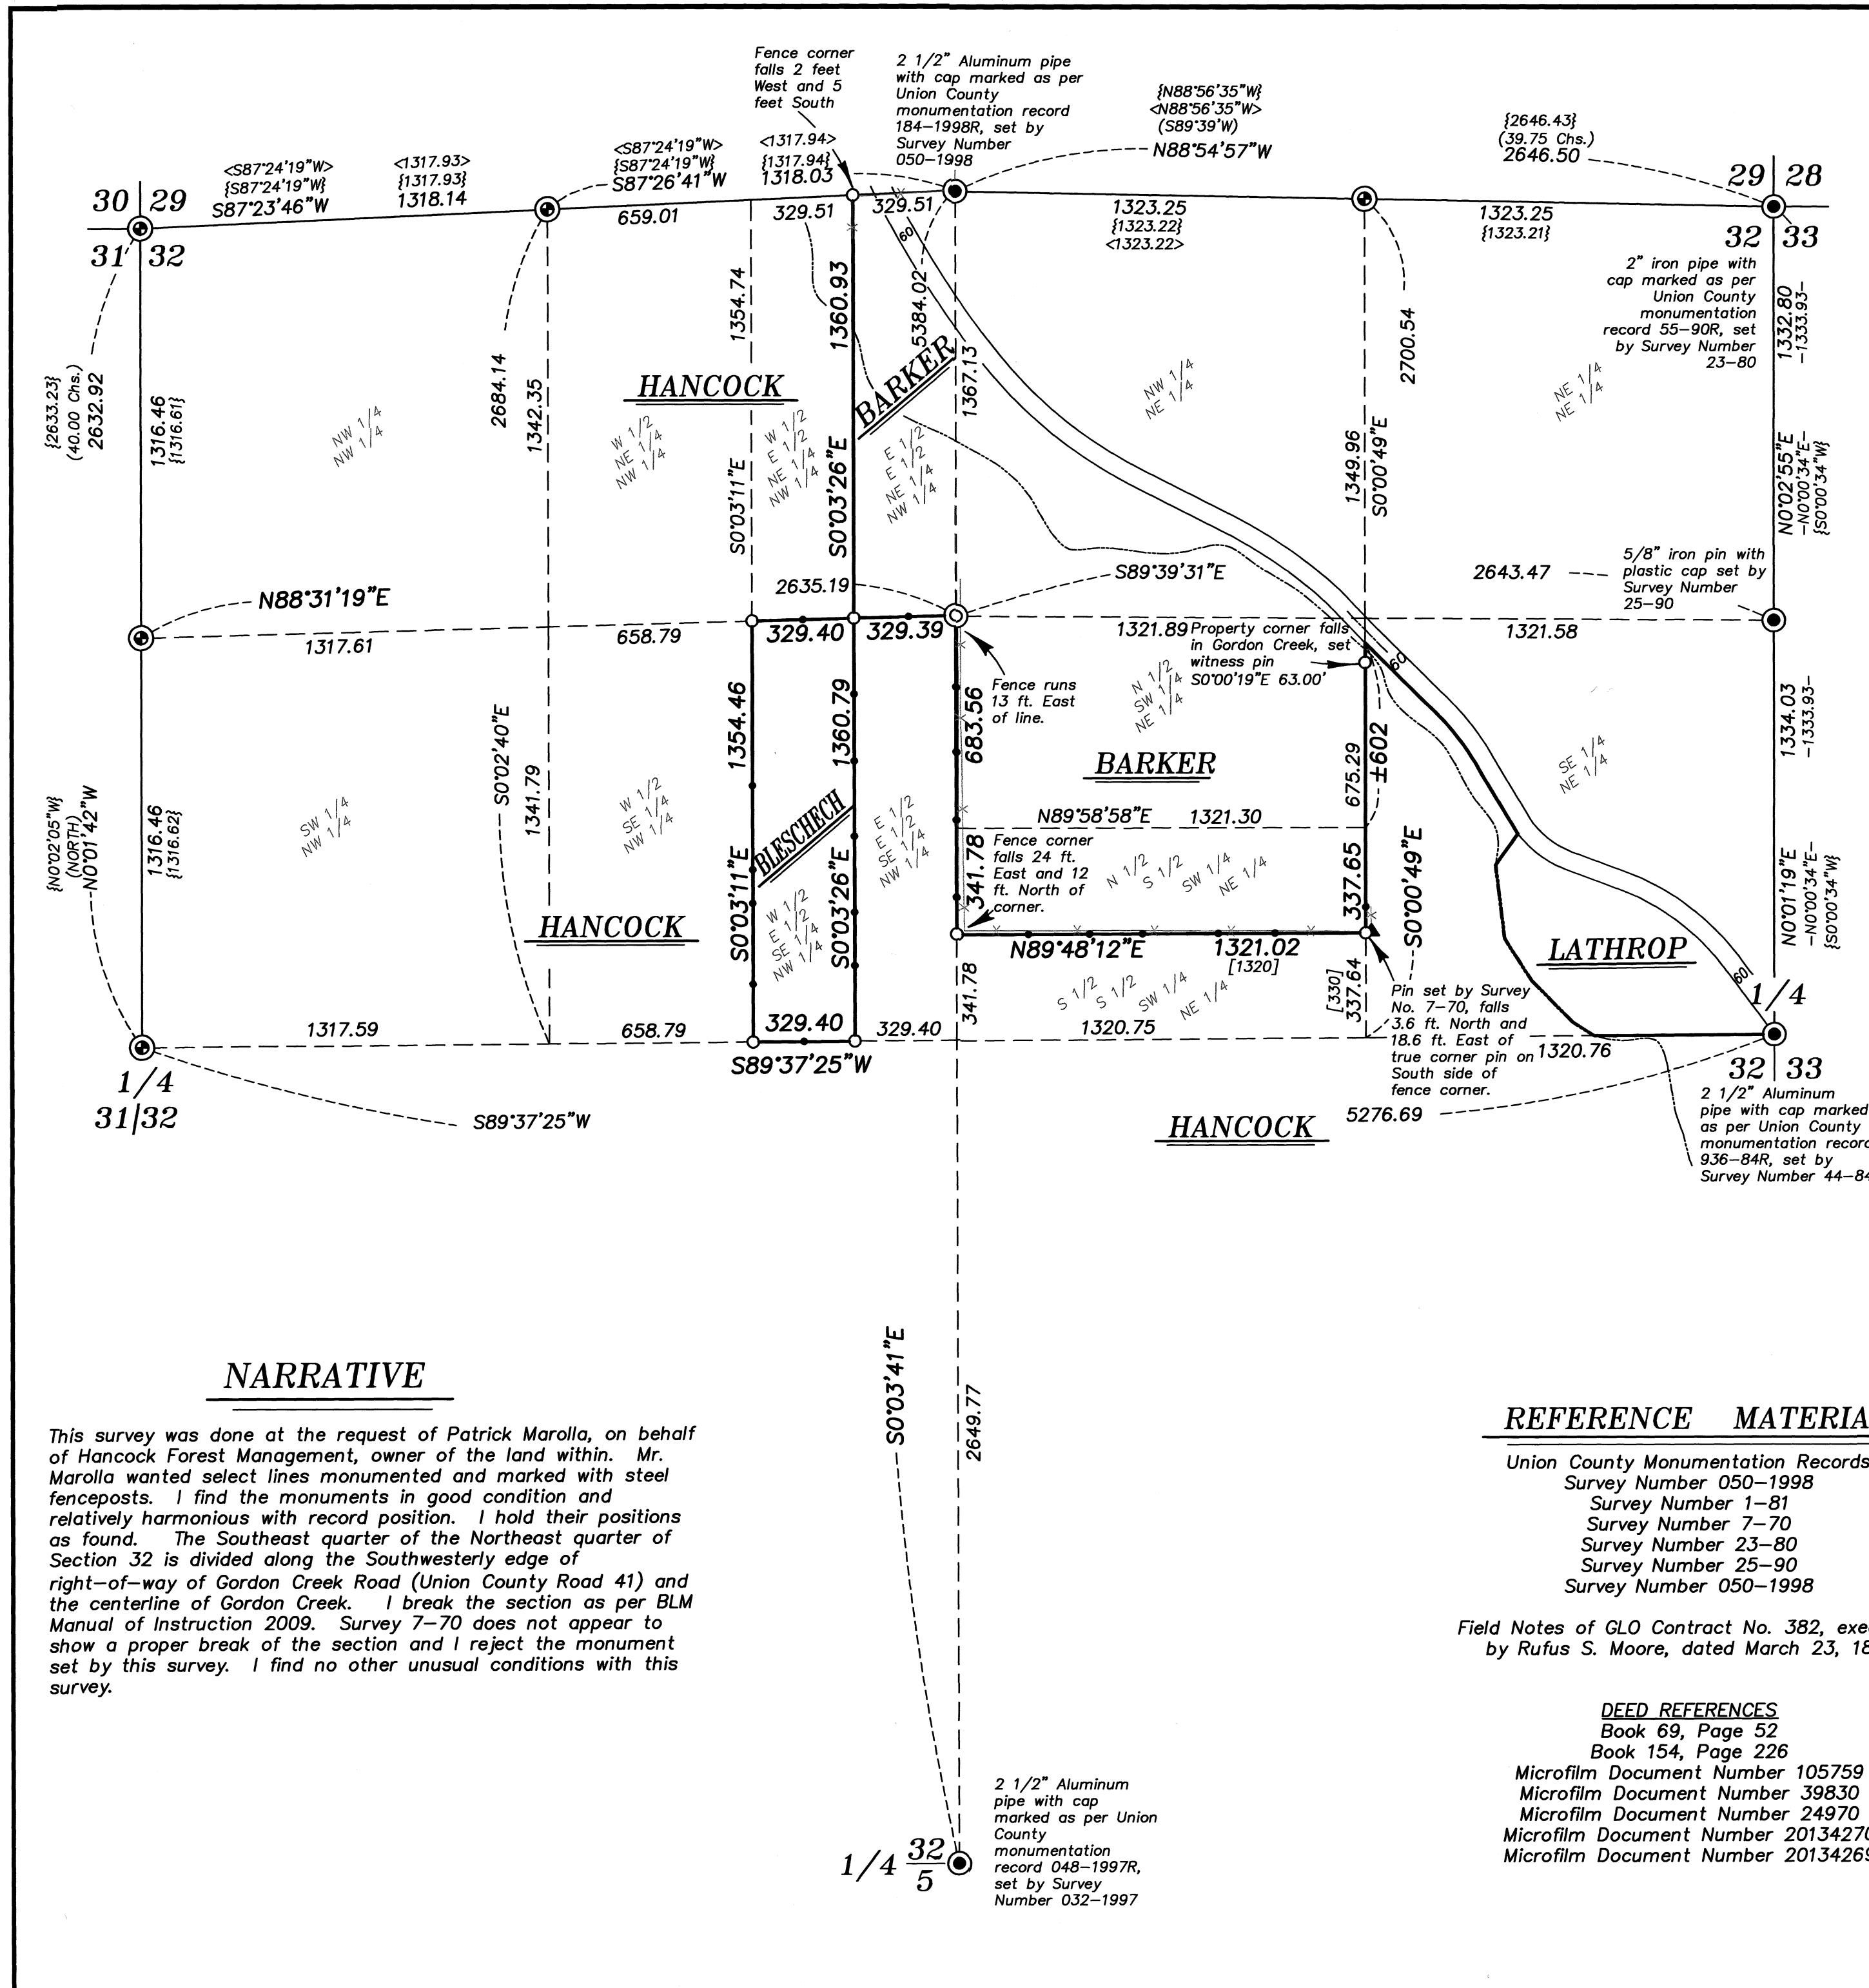 Fence corner
falls 2 feet
West and 5
feet South
2 1/2" Aluminum pipe
with cap marked as per
Union County
monumentation record
184-1998R, set by
Survey Number
050-1998
{N88°56'35"W}
<N88°56'35"W>
(S89°39'W)
N88°54'57"W
{2646.43}
(39.75 Chs.)
2646.50
<S87°24'19"W>
{S87°24'19"W}
S87°23'46"W
<1317.93>
{1317.93}
1318.14
<S87°24'19"W>
{S87°24'19"W}
S87°26'41"W
<1317.94>
{1317.94}
1318.03
30 29
31 32
29 28
32 33
659.01
329.51
329.51
60
1323.25
{1323.22}
<1323.22>
1323.25
{1323.21}
2" iron pipe with
cap marked as per
Union County
monumentation
record 55-90R, set
by Survey Number
23-80
1332.80
-1333.93-
{2633.23}
(40.00 Chs.)
2632.92
1316.46
{1316.61}
NW 1/4
NW 1/4
2684.14
1342.35
HANCOCK
W 1/2
NE 1/4
NW 1/4
1354.74
S0°03'11"E
W 1/2
E 1/2
NE 1/4
NW 1/4
1360.93
S0°03'26"E
BARKER
E 1/2
E 1/2
NE 1/4
NW 1/4
5384.02
1367.13
NW 1/4
NE 1/4
1349.96
S0°00'49"E
2700.54
NE 1/4
NE 1/4
N0°02'55"E
-N0°00'34"E-
{S0°00'34"W}
N88°31'19"E
1317.61
658.79
2635.19
329.40
329.39
S89°39'31"E
1321.89
2643.47
1321.58
5/8" iron pin with
plastic cap set by
Survey Number
25-90
Property corner falls
in Gordon Creek, set
witness pin
S0°00'19"E 63.00'
60
Fence runs
13 ft. East
of line.
N 1/2
SW 1/4
NE 1/4
{N0°02'05"W}
(NORTH)
N0°01'42"W
1316.46
{1316.62}
SW 1/4
NW 1/4
S0°02'40"E
1341.79
W 1/2
SE 1/4
NW 1/4
1354.46
S0°03'11"E
BLESCHECH
W 1/2
E 1/2
SE 1/4
NW 1/4
1360.79
S0°03'26"E
E 1/2
E 1/2
SE 1/4
NW 1/4
683.56
341.78
BARKER
N89°58'58"E 1321.30
Fence corner
falls 24 ft.
East and 12
ft. North of
corner.
N 1/2
S 1/2
SW 1/4
NE 1/4
675.29
±602
337.65
S0°00'49"E
SE 1/4
NE 1/4
1334.03
-1333.93-
N0°01'19"E
-N0°00'34"E-
{S0°00'34"W}
HANCOCK
N89°48'12"E 1321.02
[1320]
S 1/2
S 1/2
SW 1/4
NE 1/4
341.78
[330]
337.64
LATHROP
60
Pin set by Survey
No. 7-70, falls
3.6 ft. North and
18.6 ft. East of
true corner pin on
South side of
fence corner.
1317.59
658.79
329.40
329.40
1320.75
1320.76
S89°37'25"W
1/4
31|32
S89°37'25"W
1/4
32 33
HANCOCK
5276.69
2 1/2" Aluminum
pipe with cap marked
as per Union County
monumentation record
936-84R, set by
Survey Number 44-84
S0°03'41"E
2649.77
NARRATIVE
This survey was done at the request of Patrick Marolla, on behalf
of Hancock Forest Management, owner of the land within. Mr.
Marolla wanted select lines monumented and marked with steel
fenceposts. I find the monuments in good condition and
relatively harmonious with record position. I hold their positions
as found. The Southeast quarter of the Northeast quarter of
Section 32 is divided along the Southwesterly edge of
right-of-way of Gordon Creek Road (Union County Road 41) and
the centerline of Gordon Creek. I break the section as per BLM
Manual of Instruction 2009. Survey 7-70 does not appear to
show a proper break of the section and I reject the monument
set by this survey. I find no other unusual conditions with this
survey.
REFERENCE MATERIA
Union County Monumentation Records
Survey Number 050-1998
Survey Number 1-81
Survey Number 7-70
Survey Number 23-80
Survey Number 25-90
Survey Number 050-1998
Field Notes of GLO Contract No. 382, exe
by Rufus S. Moore, dated March 23, 18
DEED REFERENCES
Book 69, Page 52
Book 154, Page 226
Microfilm Document Number 105759
Microfilm Document Number 39830
Microfilm Document Number 24970
Microfilm Document Number 20134270
Microfilm Document Number 20134269
1/4 32
5
2 1/2" Aluminum
pipe with cap
marked as per Union
County
monumentation
record 048-1997R,
set by Survey
Number 032-1997